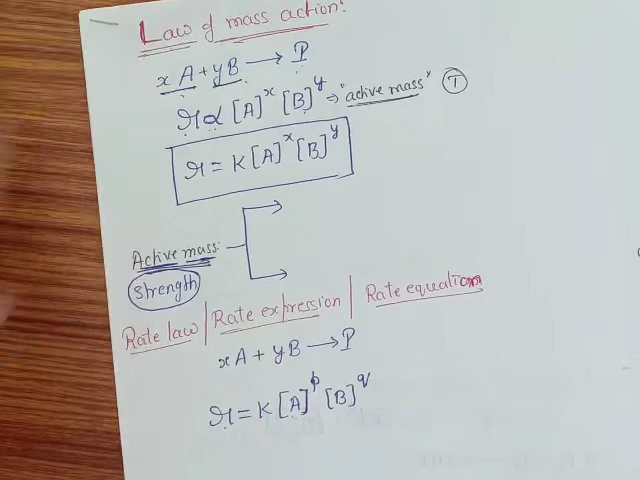 Law of mass action:
xA + yB → P
r ∝ [A]^x [B]^y ⇒ "active mass" (T)
r = K[A]^x [B]^y
Active mass:
Strength
Rate law | Rate expression | Rate equation
xA + yB → P
r = K[A]^p [B]^q